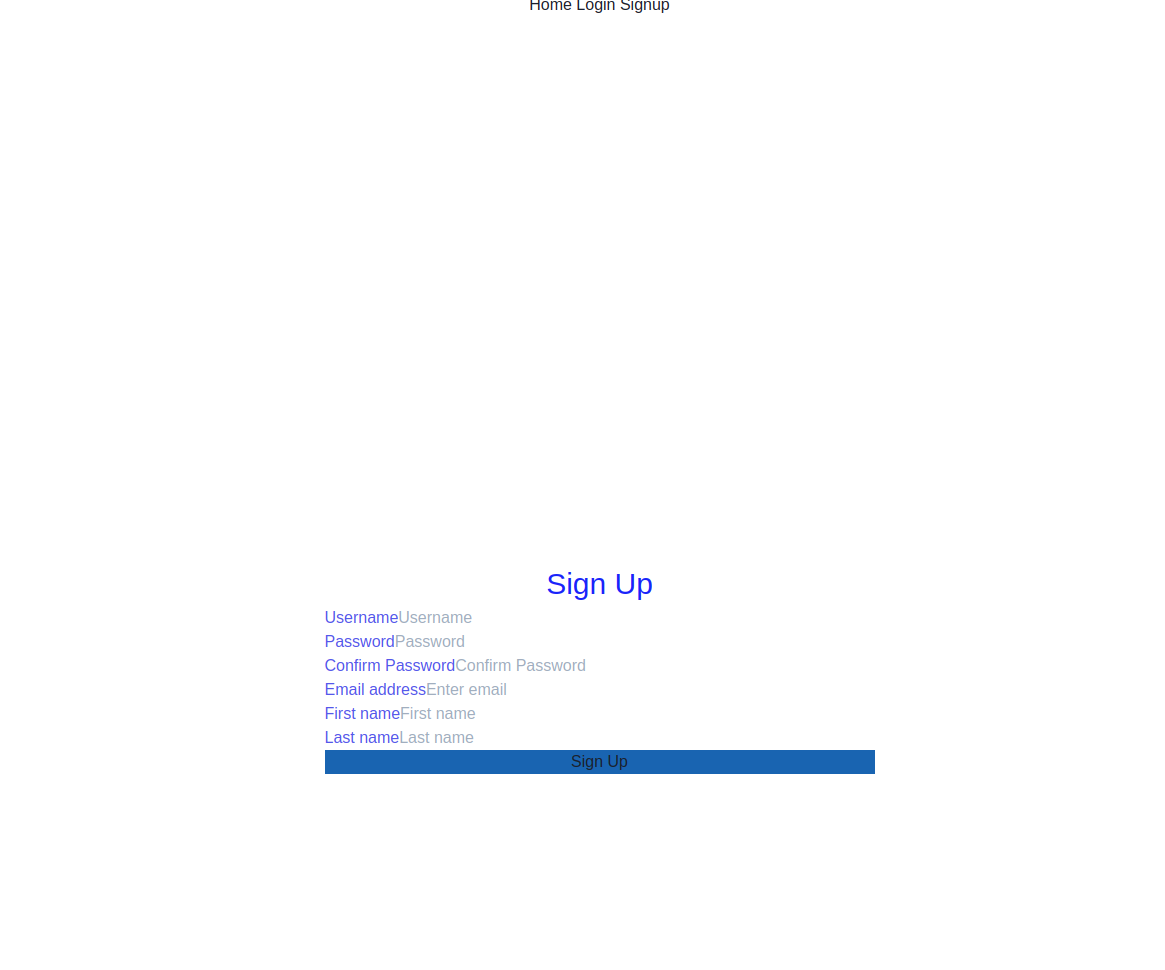 Home Login Signup
Sign Up
UsernameUsername
PasswordPassword
Confirm PasswordConfirm Password
Email addressEnter email
First nameFirst name
Last nameLast name
Sign Up